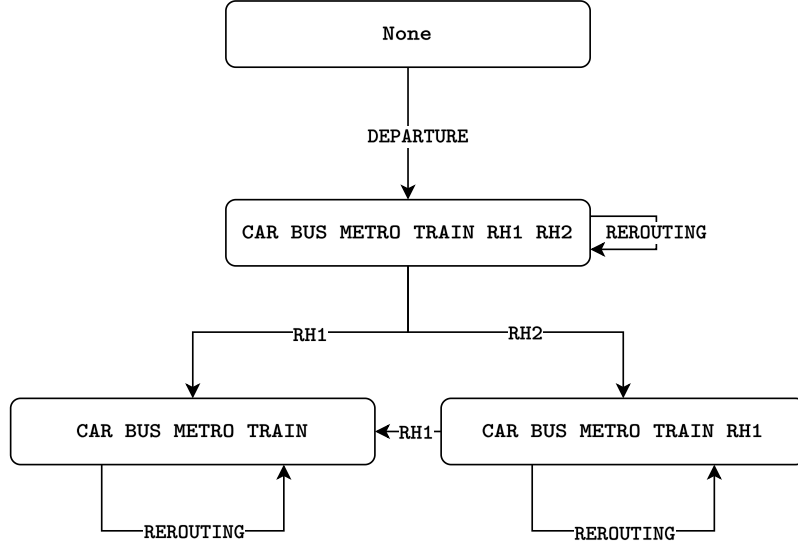 None
DEPARTURE
CAR BUS METRO TRAIN RH1 RH2
REROUTING
RH1
RH2
CAR BUS METRO TRAIN
RH1
CAR BUS METRO TRAIN RH1
REROUTING
REROUTING